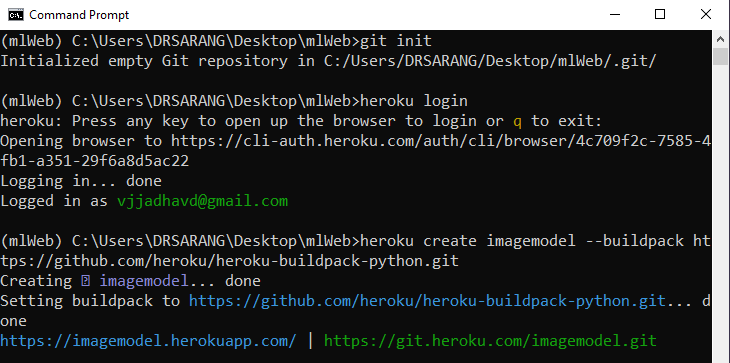 Command Prompt
(mlWeb) C:\Users\DRSARANG\Desktop\mlWeb>git init
Initialized empty Git repository in C:/Users/DRSARANG/Desktop/mlWeb/.git/
(mlWeb) C:\Users\DRSARANG\Desktop\mlWeb>heroku login
heroku: Press any key to open up the browser to login or q to exit:
Opening browser to https://cli-auth.heroku.com/auth/cli/browser/4c709f2c-7585-4
fb1-a351-29f6a8d5ac22
Logging in... done
Logged in as vjjadhavd@gmail.com
(mlWeb) C:\Users\DRSARANG\Desktop\mlWeb>heroku create imagemodel --buildpack ht
tps://github.com/heroku/heroku-buildpack-python.git
Creating ⍰ imagemodel... done
Setting buildpack to https://github.com/heroku/heroku-buildpack-python.git... d
one
https://imagemodel.herokuapp.com/ | https://git.heroku.com/imagemodel.git